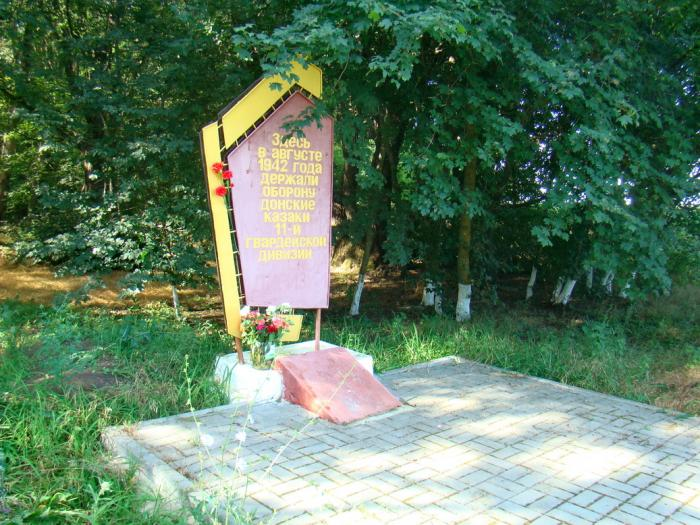 Здесь
в августе
1942 года
держали
оборону
донские
казаки
11-й
гвардейской
дивизии